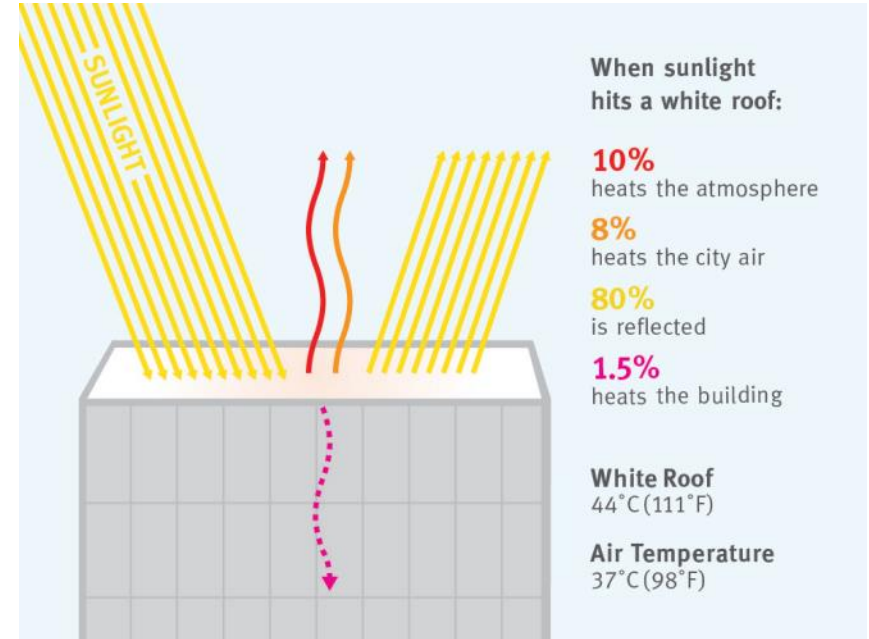 SUNLIGHT
When sunlight
hits a white roof:
10%
heats the atmosphere
8%
heats the city air
80%
is reflected
1.5%
heats the building
White Roof
44°C(111°F)
Air Temperature
37°C(98°F)